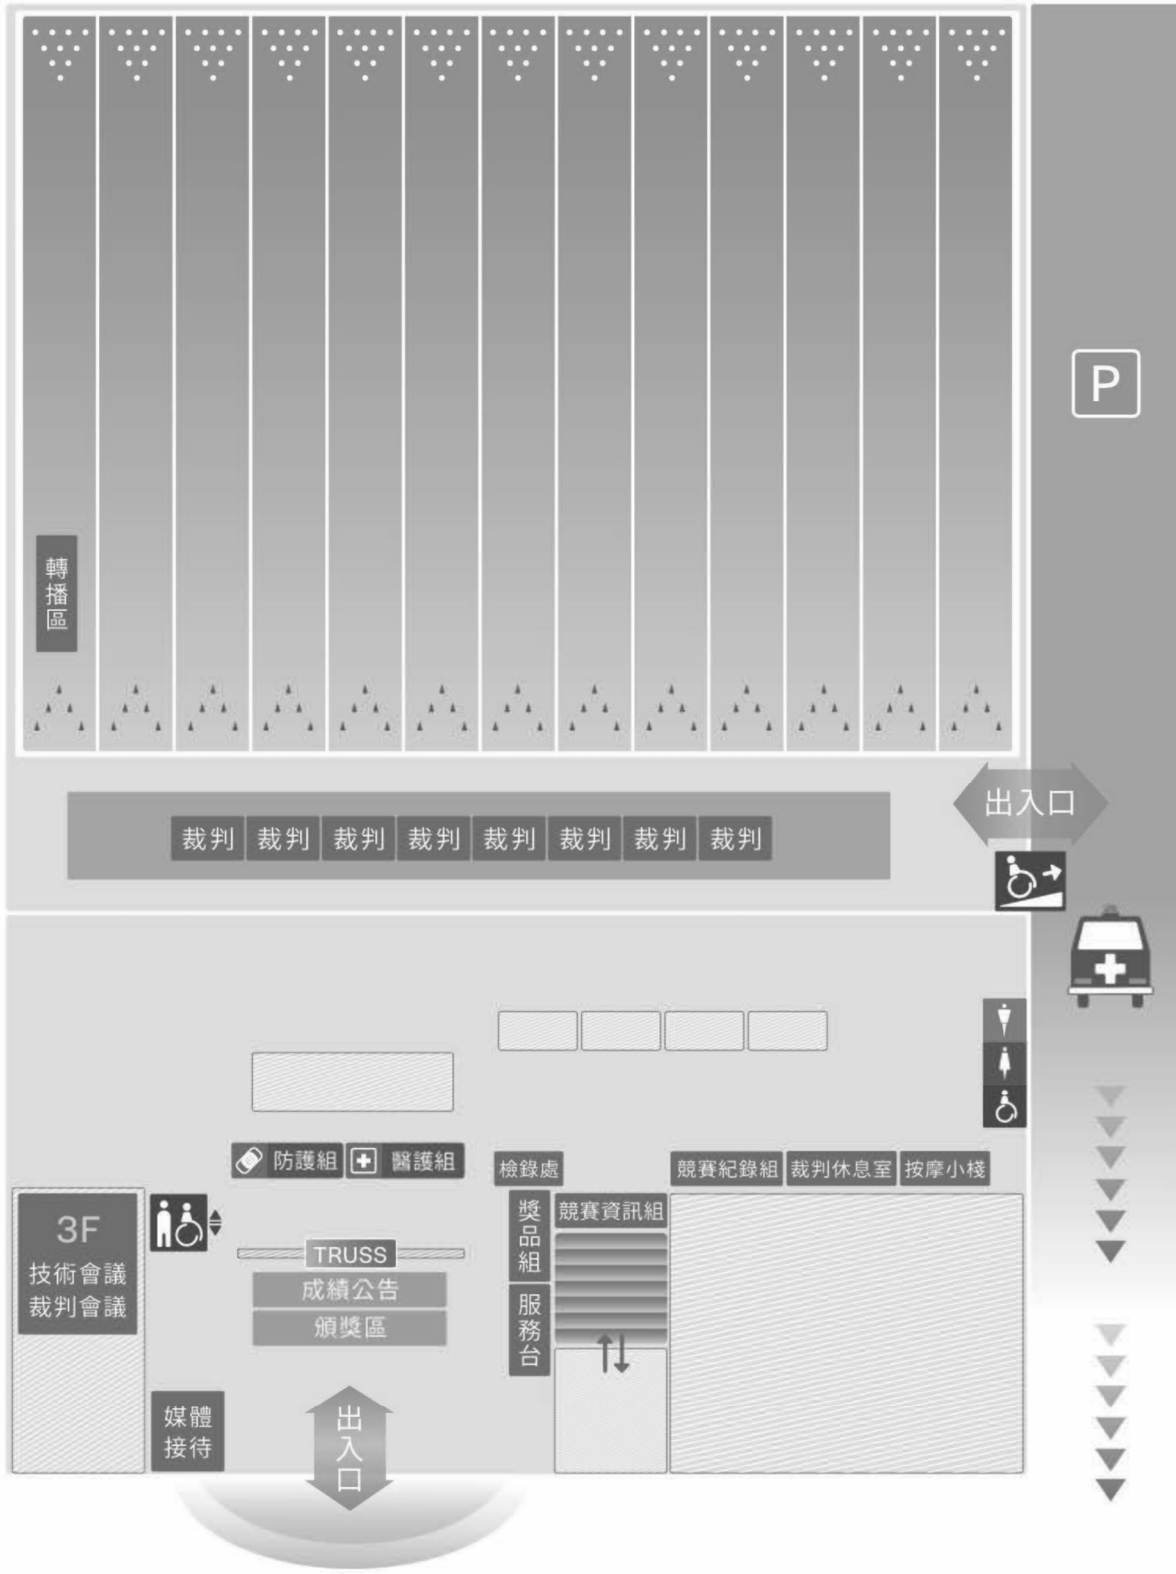 P
轉播區
出入口
裁判 裁判 裁判 裁判 裁判 裁判 裁判 裁判
防護組 醫護組
檢錄處
競賽紀錄組 裁判休息室 按摩小棧
獎品組
競賽資訊組
3F
技術會議
裁判會議
TRUSS
成績公告
頒獎區
服務台
媒體
接待
出入口